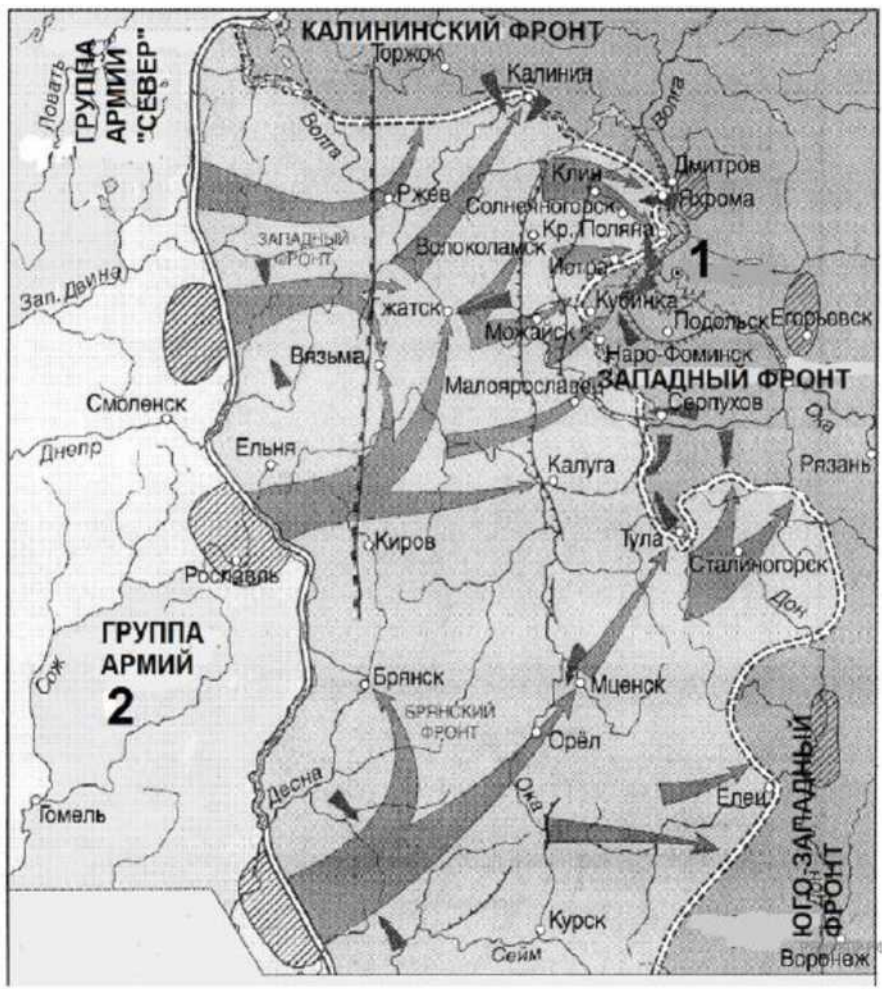 КАЛИНИНСКИЙ ФРОНТ
Торжок
ГРУППА
АРМИЙ
"СЕВЕР"
Ловать
Калинин
Волга
Волга
Дмитров
Клин
Яхрома
Ржев
Солнечногорск
Кр. Поляна
ЗАПАДНЫЙ
ФРОНТ
Волоколамск
Истра
1
Зап. Двина
Гжатск
Кубинка
Можайск
Подольск
Егорьевск
Вязьма
Наро-Фоминск
Малоярославец
ЗАПАДНЫЙ ФРОНТ
Смоленск
Серпухов
Ока
Днепр
Ельня
Калуга
Рязань
Киров
Тула
Рославль
Сталиногорск
Дон
ГРУППА
АРМИЙ
2
Сож
Брянск
Мценск
БРЯНСКИЙ
ФРОНТ
Орёл
Десна
Ока
Елец
Гомель
ЮГО-ЗАПАДНЫЙ
ФРОНТ
Дон
Курск
Сейм
Воронеж